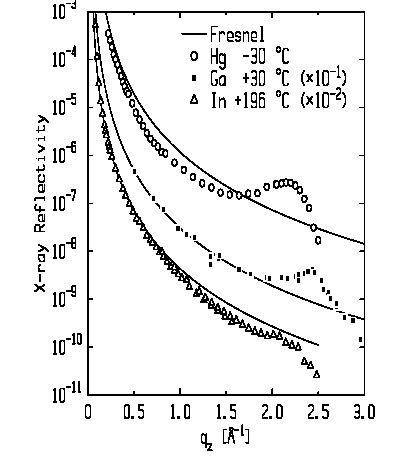 10⁻³
10⁻⁴
10⁻⁵
10⁻⁶
10⁻⁷
10⁻⁸
10⁻⁹
10⁻¹⁰
10⁻¹¹
X-ray Reflectivity
Fresnel
Hg -30 °C
Ga +30 °C (×10⁻¹)
In +196 °C (×10⁻²)
0 0.5 1.0 1.5 2.0 2.5 3.0
q_z [Å⁻¹]